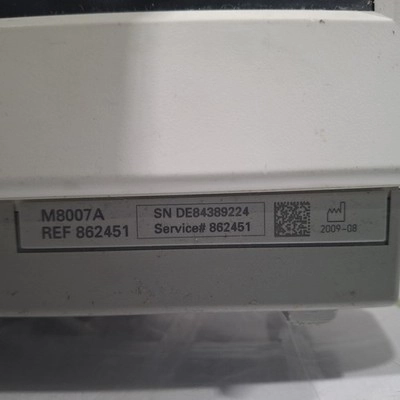 M8007A
REF 862451
SN DE84389224
Service# 862451
2009-08